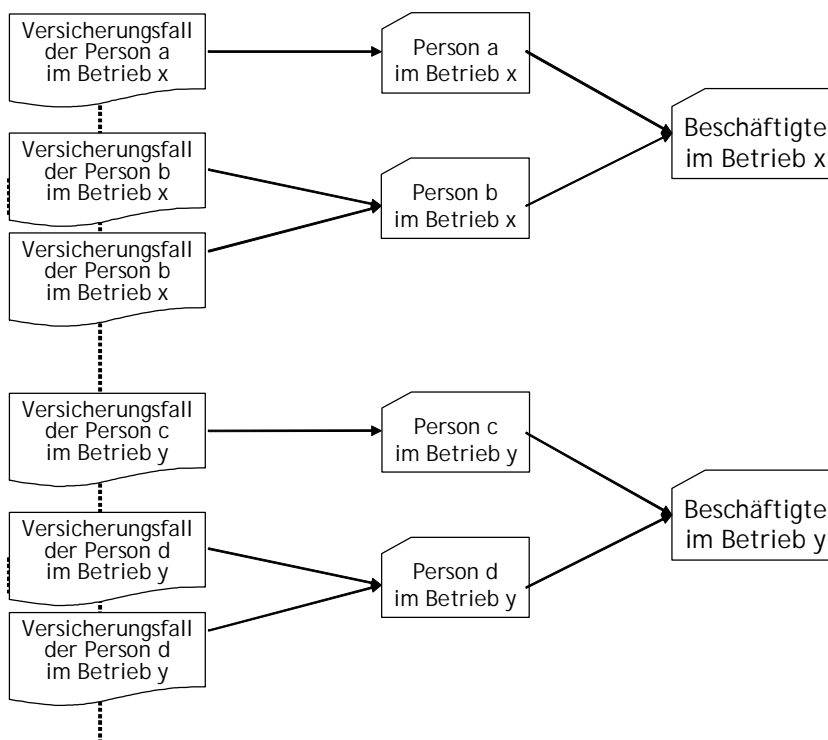 Versicherungsfall
der Person a
im Betrieb x
Person a
im Betrieb x
Versicherungsfall
der Person b
im Betrieb x
Person b
im Betrieb x
Versicherungsfall
der Person b
im Betrieb x
Beschäftigte
im Betrieb x
Versicherungsfall
der Person c
im Betrieb y
Person c
im Betrieb y
Versicherungsfall
der Person d
im Betrieb y
Person d
im Betrieb y
Versicherungsfall
der Person d
im Betrieb y
Beschäftigte
im Betrieb y